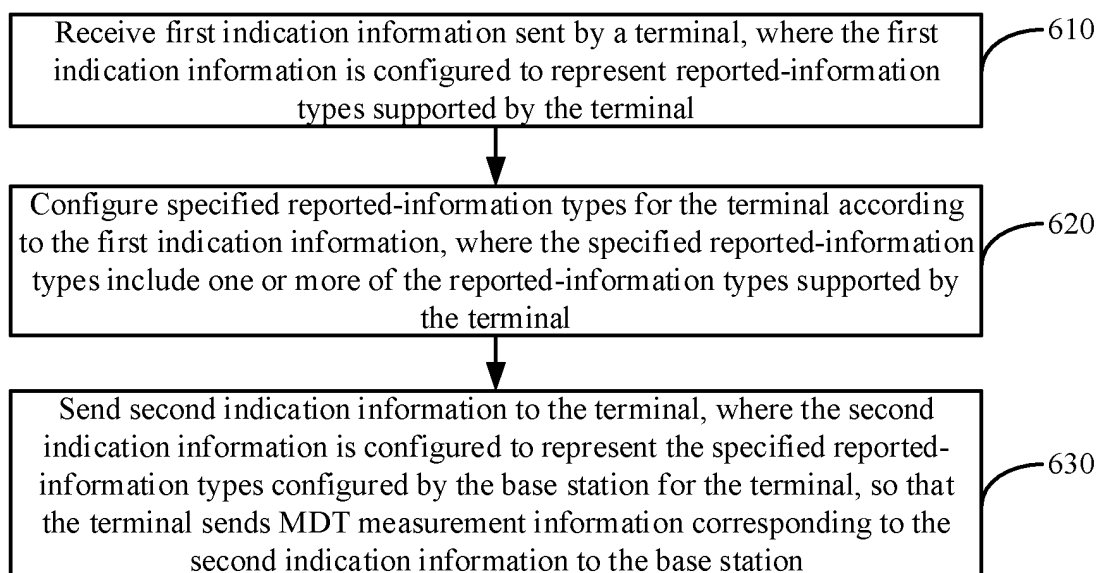 Receive first indication information sent by a terminal, where the first
indication information is configured to represent reported-information
types supported by the terminal
610
Configure specified reported-information types for the terminal according
to the first indication information, where the specified reported-information
types include one or more of the reported-information types supported by
the terminal
620
Send second indication information to the terminal, where the second
indication information is configured to represent the specified reported-
information types configured by the base station for the terminal, so that
the terminal sends MDT measurement information corresponding to the
second indication information to the base station
630